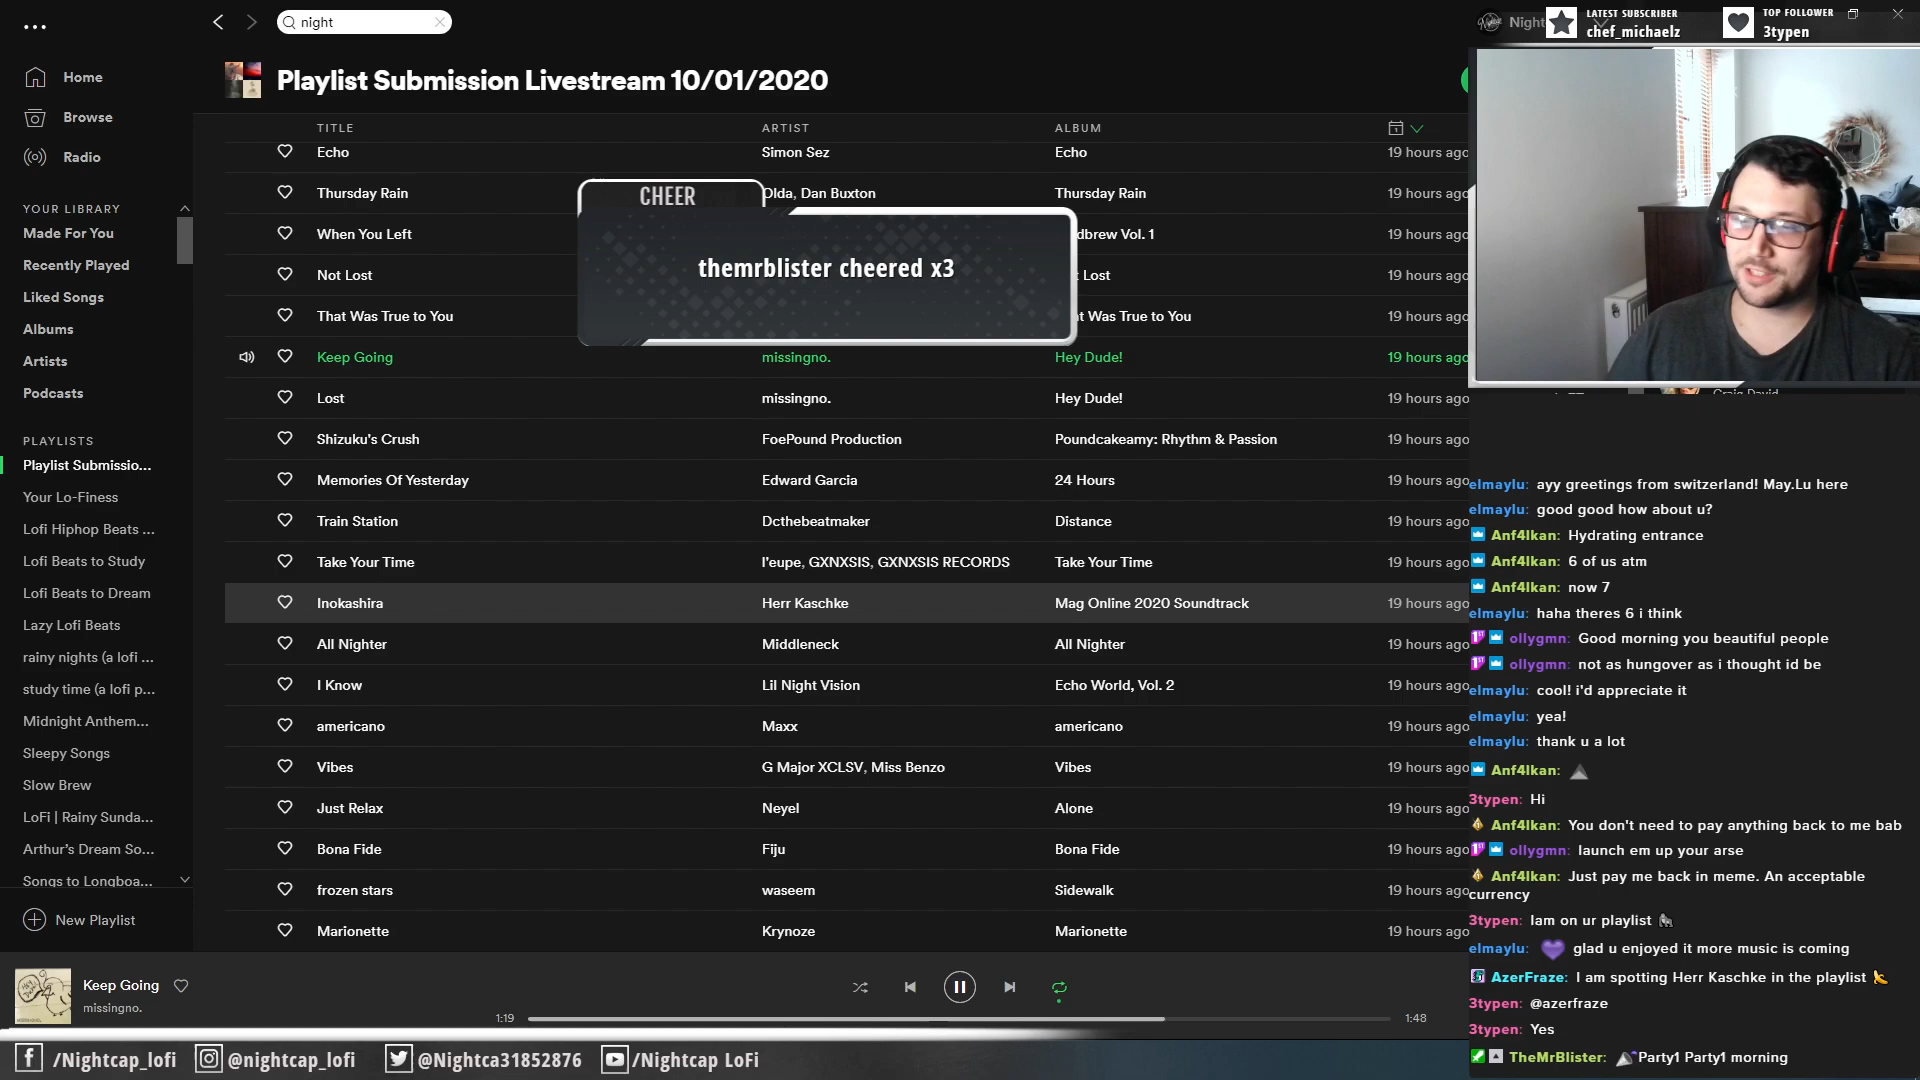 night
Night
LATEST SUBSCRIBER
chef_michaelz
TOP FOLLOWER
3typen
Home
Browse
Radio
YOUR LIBRARY
Made For You
Recently Played
Liked Songs
Albums
Artists
Podcasts
PLAYLISTS
Playlist Submissio...
Your Lo-Finess
Lofi Hiphop Beats ...
Lofi Beats to Study
Lofi Beats to Dream
Lazy Lofi Beats
rainy nights (a lofi ...
study time (a lofi p...
Midnight Anthem...
Sleepy Songs
Slow Brew
LoFi | Rainy Sunda...
Arthur's Dream So...
Songs to Longboa...
New Playlist
Playlist Submission Livestream 10/01/2020
TITLE ARTIST ALBUM
Echo Simon Sez Echo 19 hours ago
Thursday Rain Olda, Dan Buxton Thursday Rain 19 hours ago
When You Left dbrew Vol. 1 19 hours ago
Not Lost Lost 19 hours ago
That Was True to You t Was True to You 19 hours ago
Keep Going missingno. Hey Dude! 19 hours ago
Lost missingno. Hey Dude! 19 hours ago
Shizuku's Crush FoePound Production Poundcakeamy: Rhythm & Passion 19 hours ago
Memories Of Yesterday Edward Garcia 24 Hours 19 hours ago
Train Station Dcthebeatmaker Distance 19 hours ago
Take Your Time l'eupe, GXNXSIS, GXNXSIS RECORDS Take Your Time 19 hours ago
Inokashira Herr Kaschke Mag Online 2020 Soundtrack 19 hours ago
All Nighter Middleneck All Nighter 19 hours ago
I Know Lil Night Vision Echo World, Vol. 2 19 hours ago
americano Maxx americano 19 hours ago
Vibes G Major XCLSV, Miss Benzo Vibes 19 hours ago
Just Relax Neyel Alone 19 hours ago
Bona Fide Fiju Bona Fide 19 hours ago
frozen stars waseem Sidewalk 19 hours ago
Marionette Krynoze Marionette 19 hours ago
CHEER
themrblister cheered x3
Craig David
elmaylu: ayy greetings from switzerland! May.Lu here
elmaylu: good good how about u?
Anf4lkan: Hydrating entrance
Anf4lkan: 6 of us atm
Anf4lkan: now 7
elmaylu: haha theres 6 i think
ollygmn: Good morning you beautiful people
ollygmn: not as hungover as i thought id be
elmaylu: cool! i'd appreciate it
elmaylu: yea!
elmaylu: thank u a lot
Anf4lkan:
3typen: Hi
Anf4lkan: You don't need to pay anything back to me bab
ollygmn: launch em up your arse
Anf4lkan: Just pay me back in meme. An acceptable
currency
3typen: Iam on ur playlist
elmaylu: glad u enjoyed it more music is coming
AzerFraze: I am spotting Herr Kaschke in the playlist
3typen: @azerfraze
3typen: Yes
TheMrBlister: Party1 Party1 morning
Keep Going
missingno.
1:19
1:48
/Nightcap_lofi @nightcap_lofi @Nightca31852876 /Nightcap LoFi